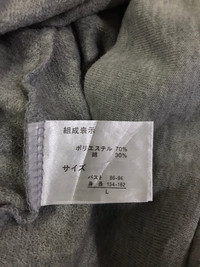 組成表示
ポリエステル 70%
綿 30%
サイズ
バスト 86-94
身 長 154-162
L